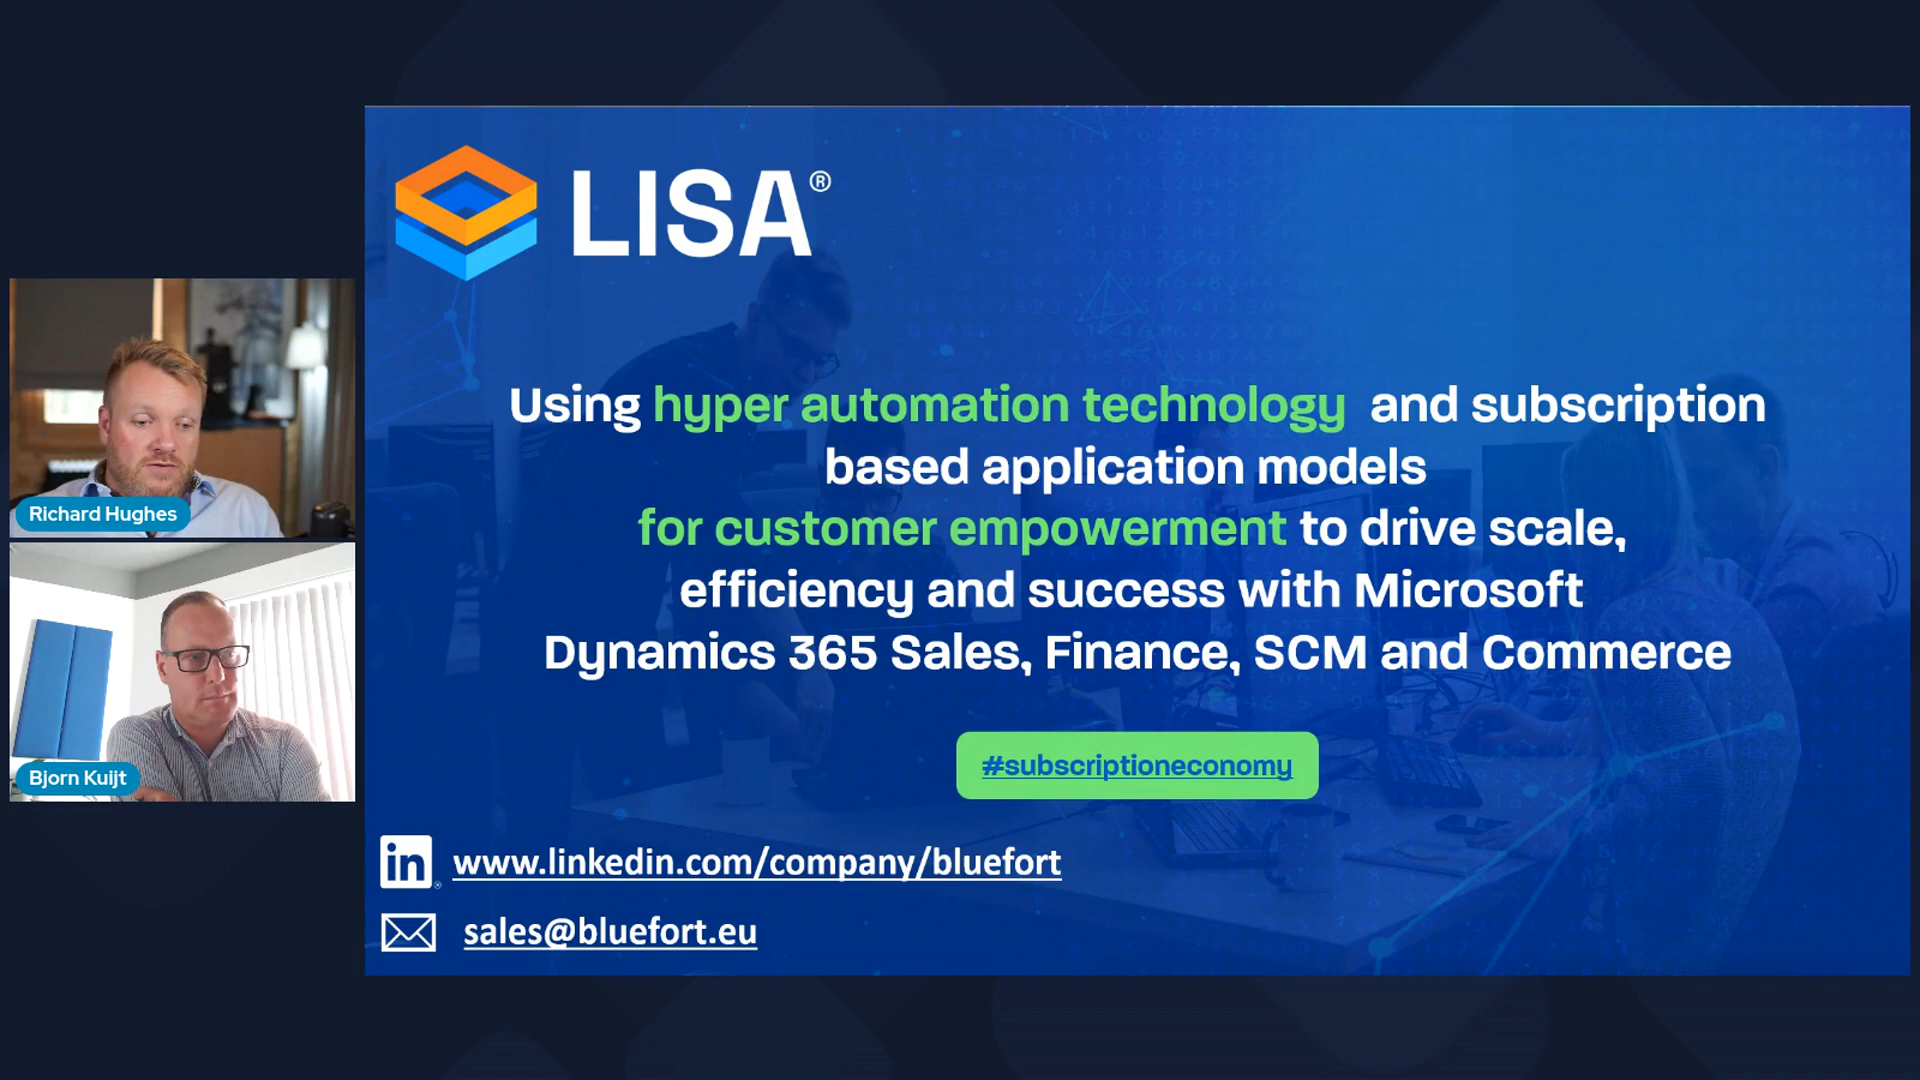 LISA®
Using hyper automation technology and subscription
based application models
for customer empowerment to drive scale,
efficiency and success with Microsoft
Dynamics 365 Sales, Finance, SCM and Commerce
#subscriptioneconomy
in® www.linkedin.com/company/bluefort
sales@bluefort.eu
Richard Hughes
Bjorn Kuijt